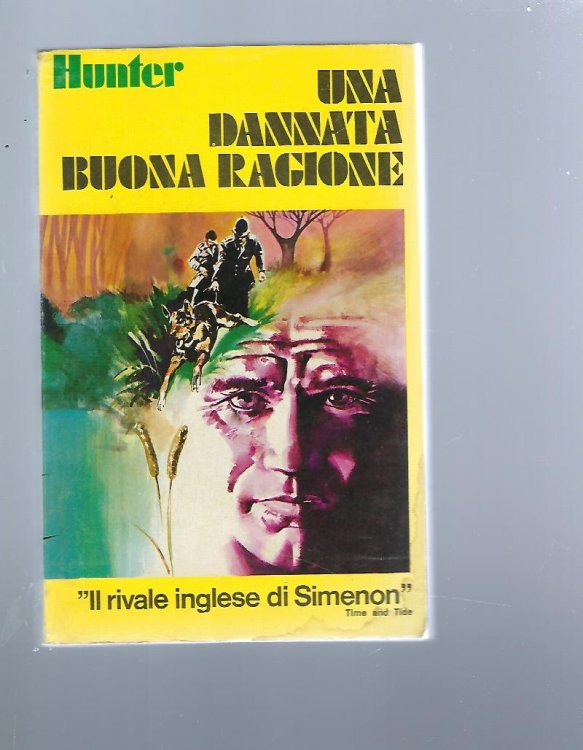 Hunter
UNA
DANNATA
BUONA RAGIONE
"Il rivale inglese di Simenon"
Time and Tide